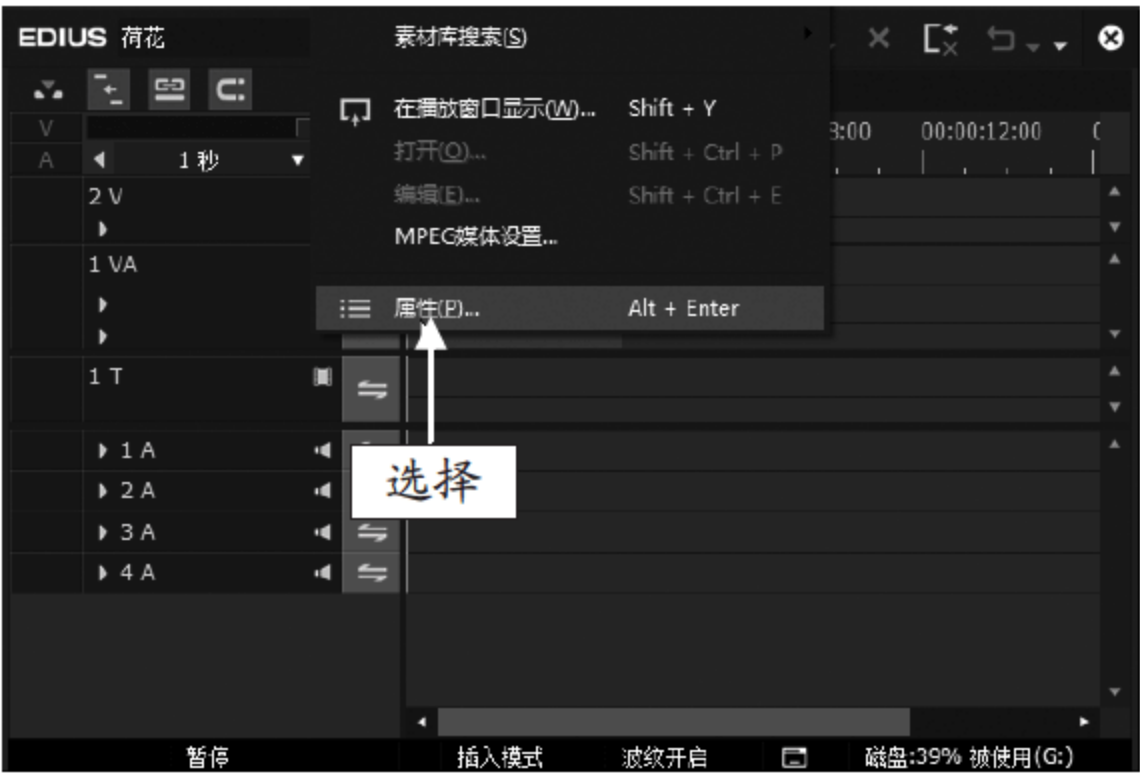 EDIUS 荷花
素材库搜索(S)
在播放窗口显示(W)... Shift + Y
打开(O)... Shift + Ctrl + P
编辑(E)... Shift + Ctrl + E
MPEG媒体设置...
属性(P)... Alt + Enter
8:00 00:00:12:00
V
A 1 秒
2 V
1 VA
1 T
1 A
2 A
3 A
4 A
选择
暂停 插入模式 波纹开启 磁盘:39% 被使用(G:)